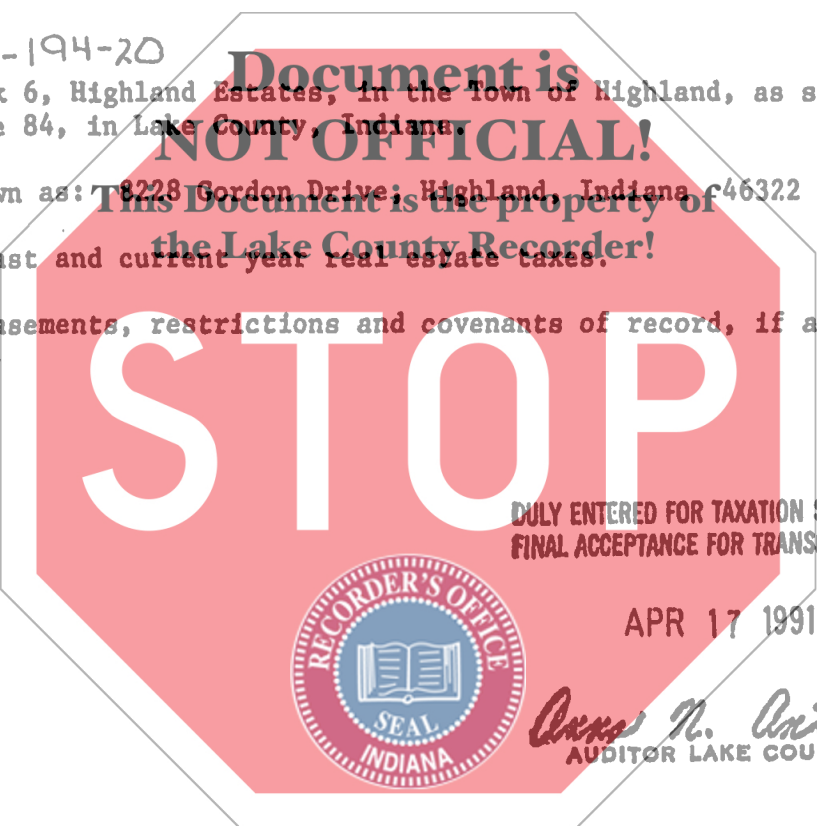 -194-20
Document is
k 6, Highland Estates, in the Town of Highland, as s
e 84, in Lake County, Indiana.
NOT OFFICIAL!
wn as: 8228 Gordon Drive, Highland, Indiana 46322
This Document is the property of
the Lake County Recorder!
ast and current year real estate taxes.
asements, restrictions and covenants of record, if a
STOP
DULY ENTERED FOR TAXATION S
FINAL ACCEPTANCE FOR TRANS
RECORDER'S OFFICE
SEAL
INDIANA
APR 17 1991
N.
AUDITOR LAKE COU